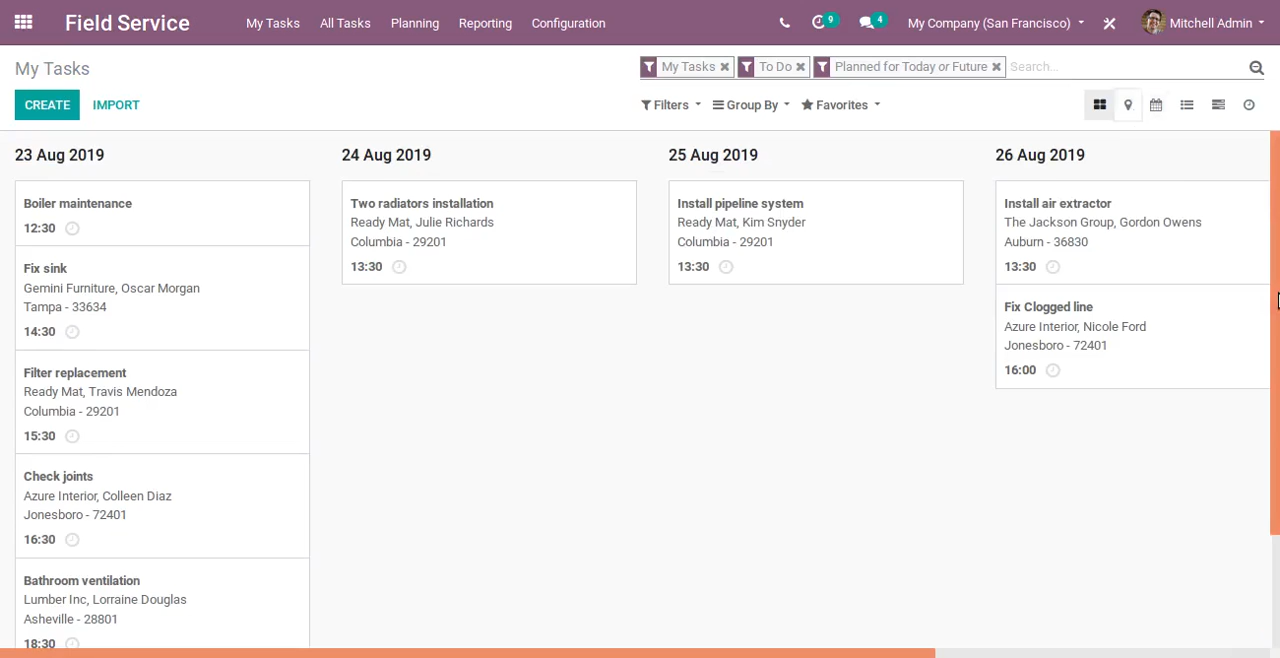 Field Service
My Tasks
All Tasks
Planning
Reporting
Configuration
9
4
My Company (San Francisco)
Mitchell Admin
My Tasks
My Tasks
To Do
Planned for Today or Future
Search...
CREATE
IMPORT
Filters
Group By
Favorites
23 Aug 2019
Boiler maintenance
12:30
Fix sink
Gemini Furniture, Oscar Morgan
Tampa - 33634
14:30
Filter replacement
Ready Mat, Travis Mendoza
Columbia - 29201
15:30
Check joints
Azure Interior, Colleen Diaz
Jonesboro - 72401
16:30
Bathroom ventilation
Lumber Inc, Lorraine Douglas
Asheville - 28801
18:30
24 Aug 2019
Two radiators installation
Ready Mat, Julie Richards
Columbia - 29201
13:30
25 Aug 2019
Install pipeline system
Ready Mat, Kim Snyder
Columbia - 29201
13:30
26 Aug 2019
Install air extractor
The Jackson Group, Gordon Owens
Auburn - 36830
13:30
Fix Clogged line
Azure Interior, Nicole Ford
Jonesboro - 72401
16:00